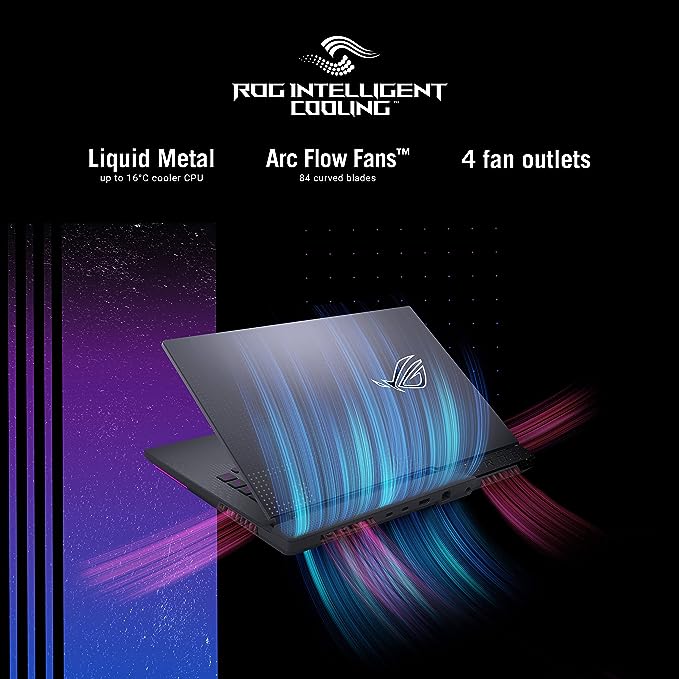 ROG INTELLIGENT
COOLING™
Liquid Metal
up to 16°C cooler CPU
Arc Flow Fans™
84 curved blades
4 fan outlets